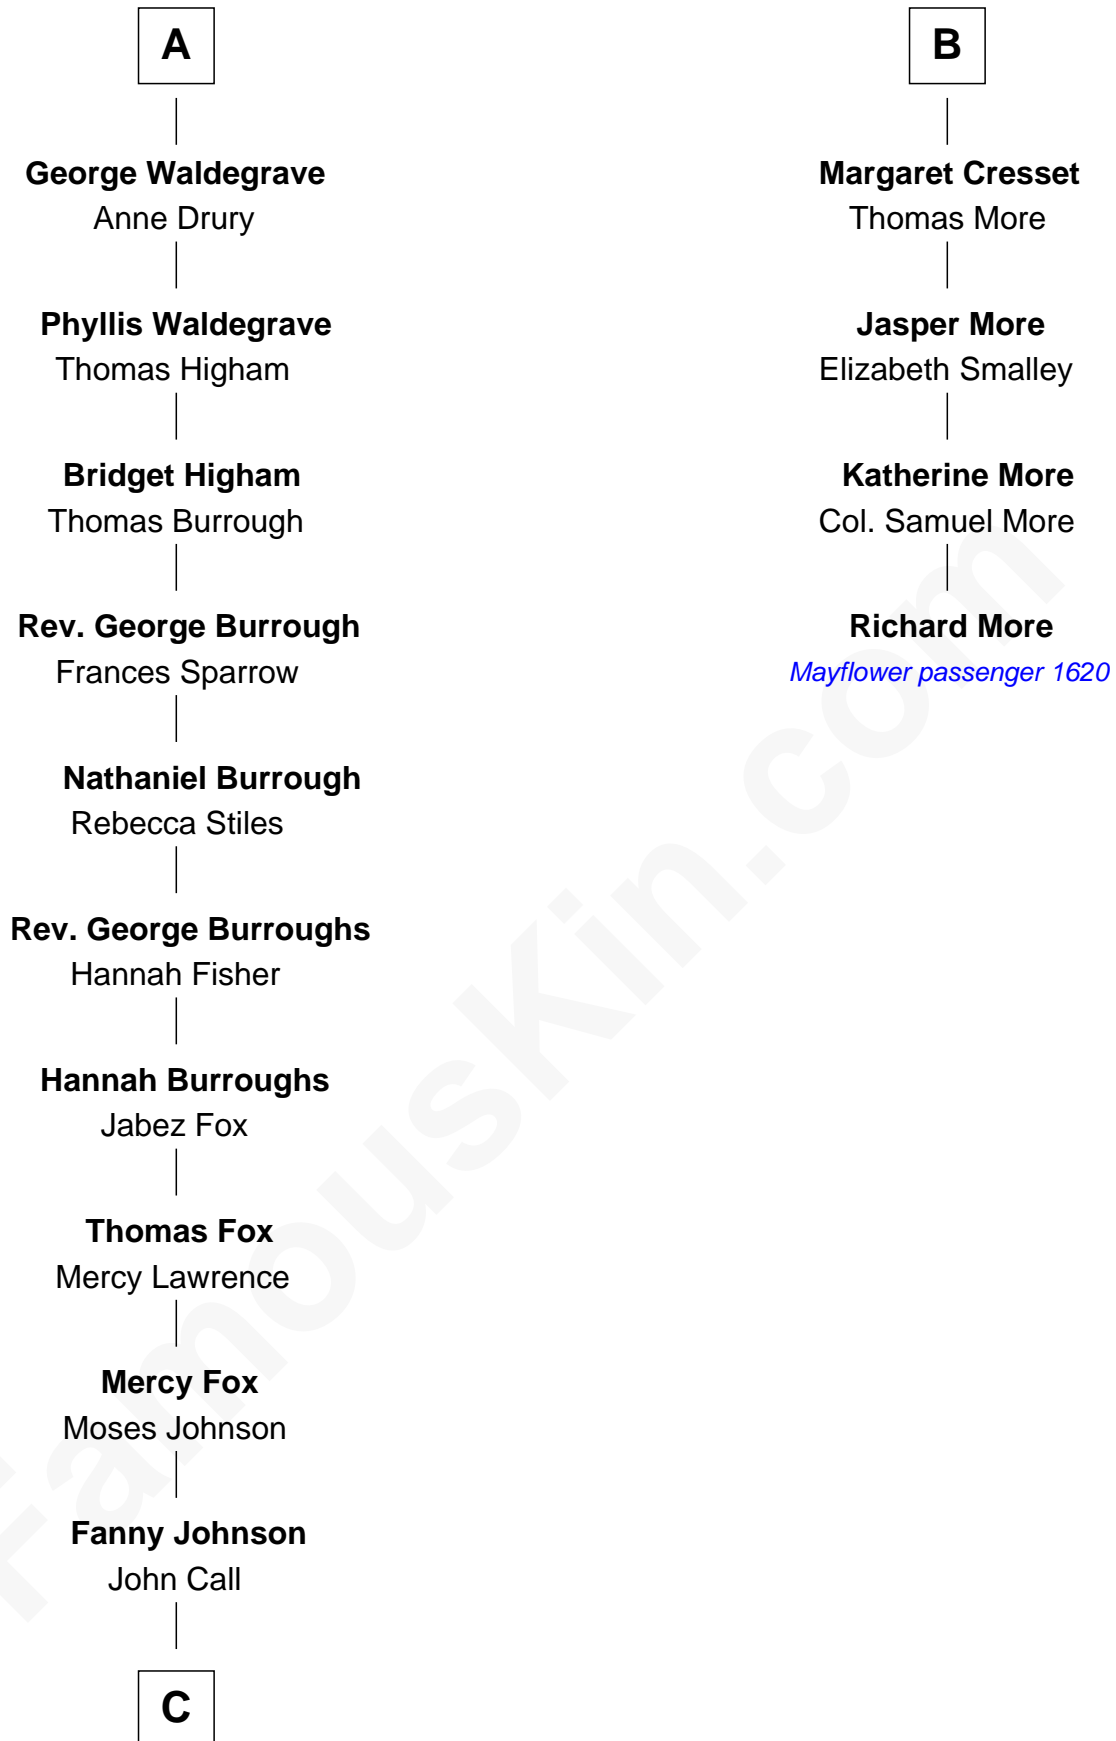 A
George Waldegrave
Anne Drury
Phyllis Waldegrave
Thomas Higham
Bridget Higham
Thomas Burrough
Rev. George Burrough
Frances Sparrow
Nathaniel Burrough
Rebecca Stiles
Rev. George Burroughs
Hannah Fisher
Hannah Burroughs
Jabez Fox
Thomas Fox
Mercy Lawrence
Mercy Fox
Moses Johnson
Fanny Johnson
John Call
C
B
Margaret Cresset
Thomas More
Jasper More
Elizabeth Smalley
Katherine More
Col. Samuel More
Richard More
Mayflower passenger 1620
FamousKin.com